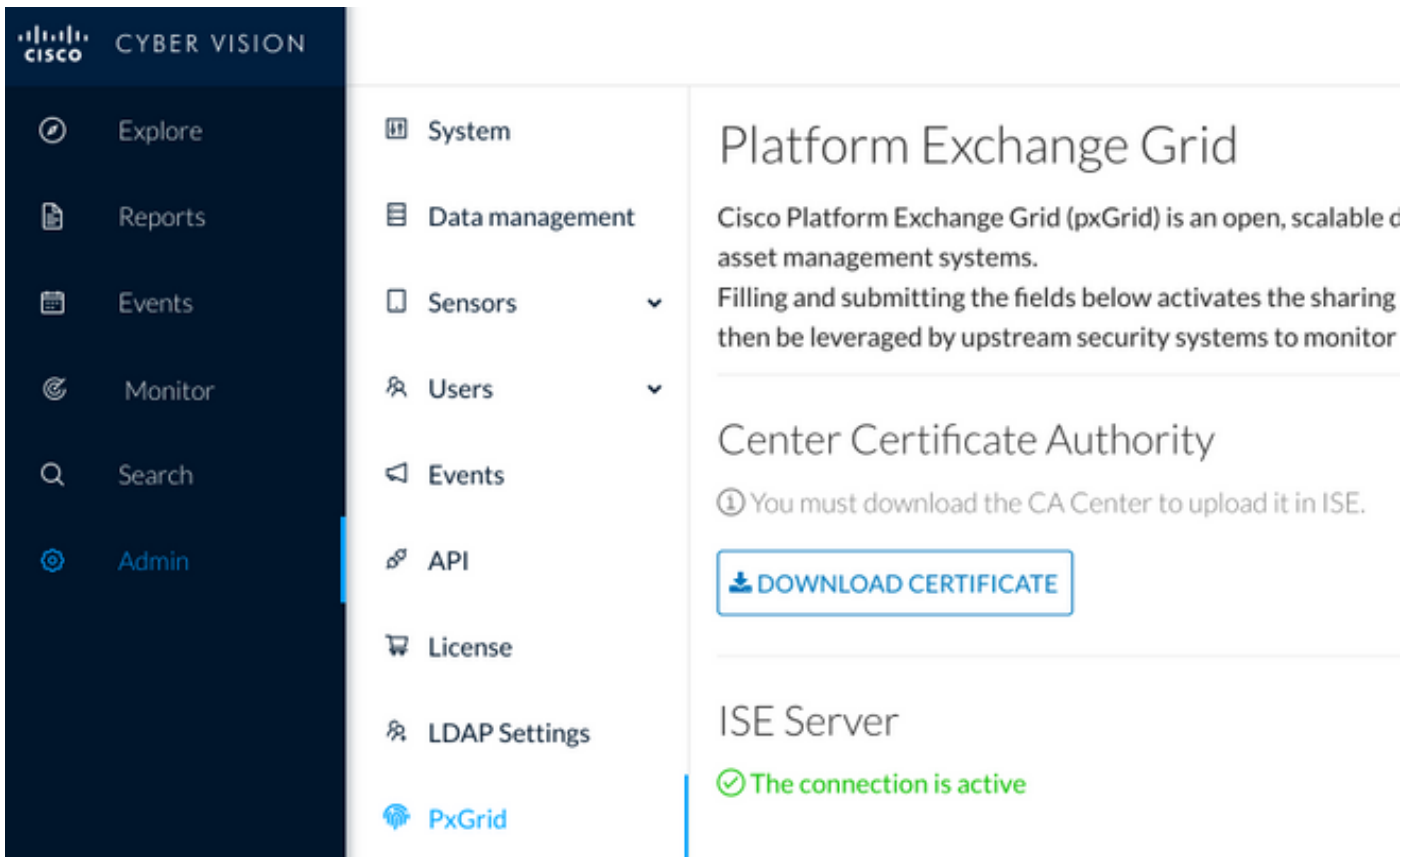 CISCO
CYBER VISION
Explore
Reports
Events
Monitor
Search
Admin
System
Data management
Sensors
Users
Events
API
License
LDAP Settings
PxGrid
Platform Exchange Grid
Cisco Platform Exchange Grid (pxGrid) is an open, scalable d
asset management systems.
Filling and submitting the fields below activates the sharing
then be leveraged by upstream security systems to monitor
Center Certificate Authority
You must download the CA Center to upload it in ISE.
DOWNLOAD CERTIFICATE
ISE Server
The connection is active